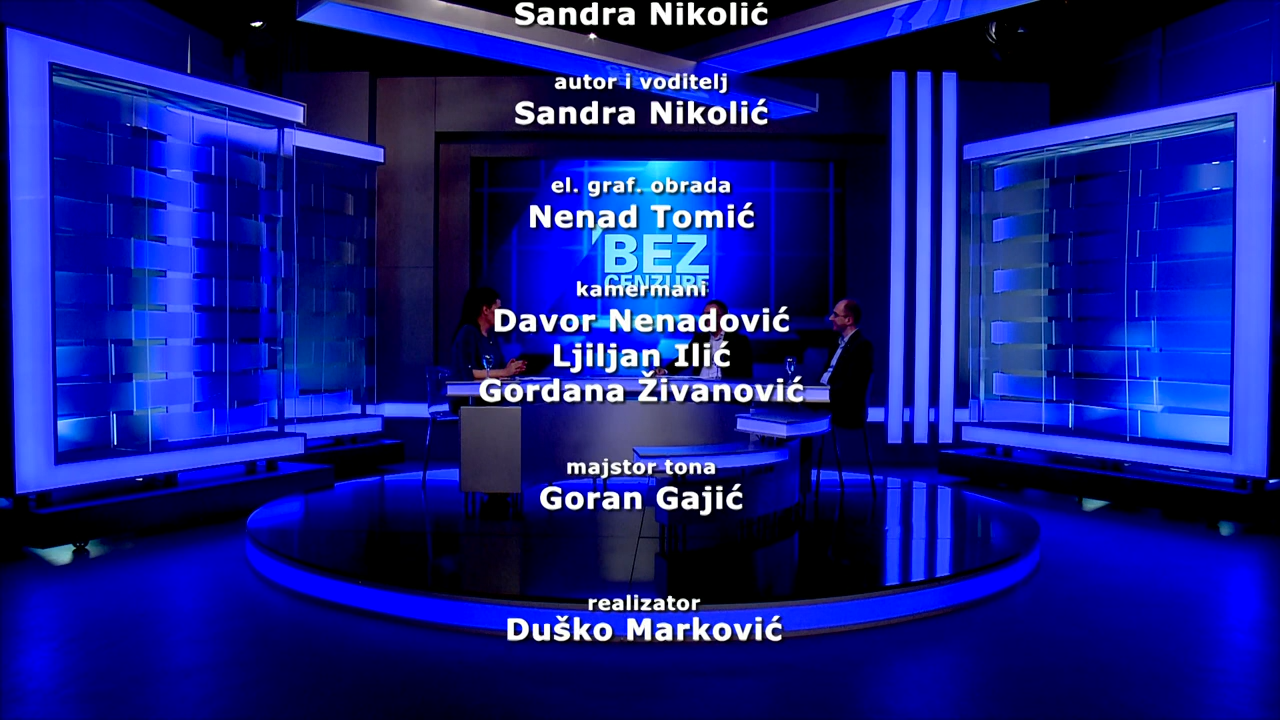 Sandra Nikolić
autor i voditelj
Sandra Nikolić
el. graf. obrada
Nenad Tomić
BEZ
CENZURE
kamermani
Davor Nenadović
Ljiljan Ilić
Gordana Živanović
majstor tona
Goran Gajić
realizator
Duško Marković